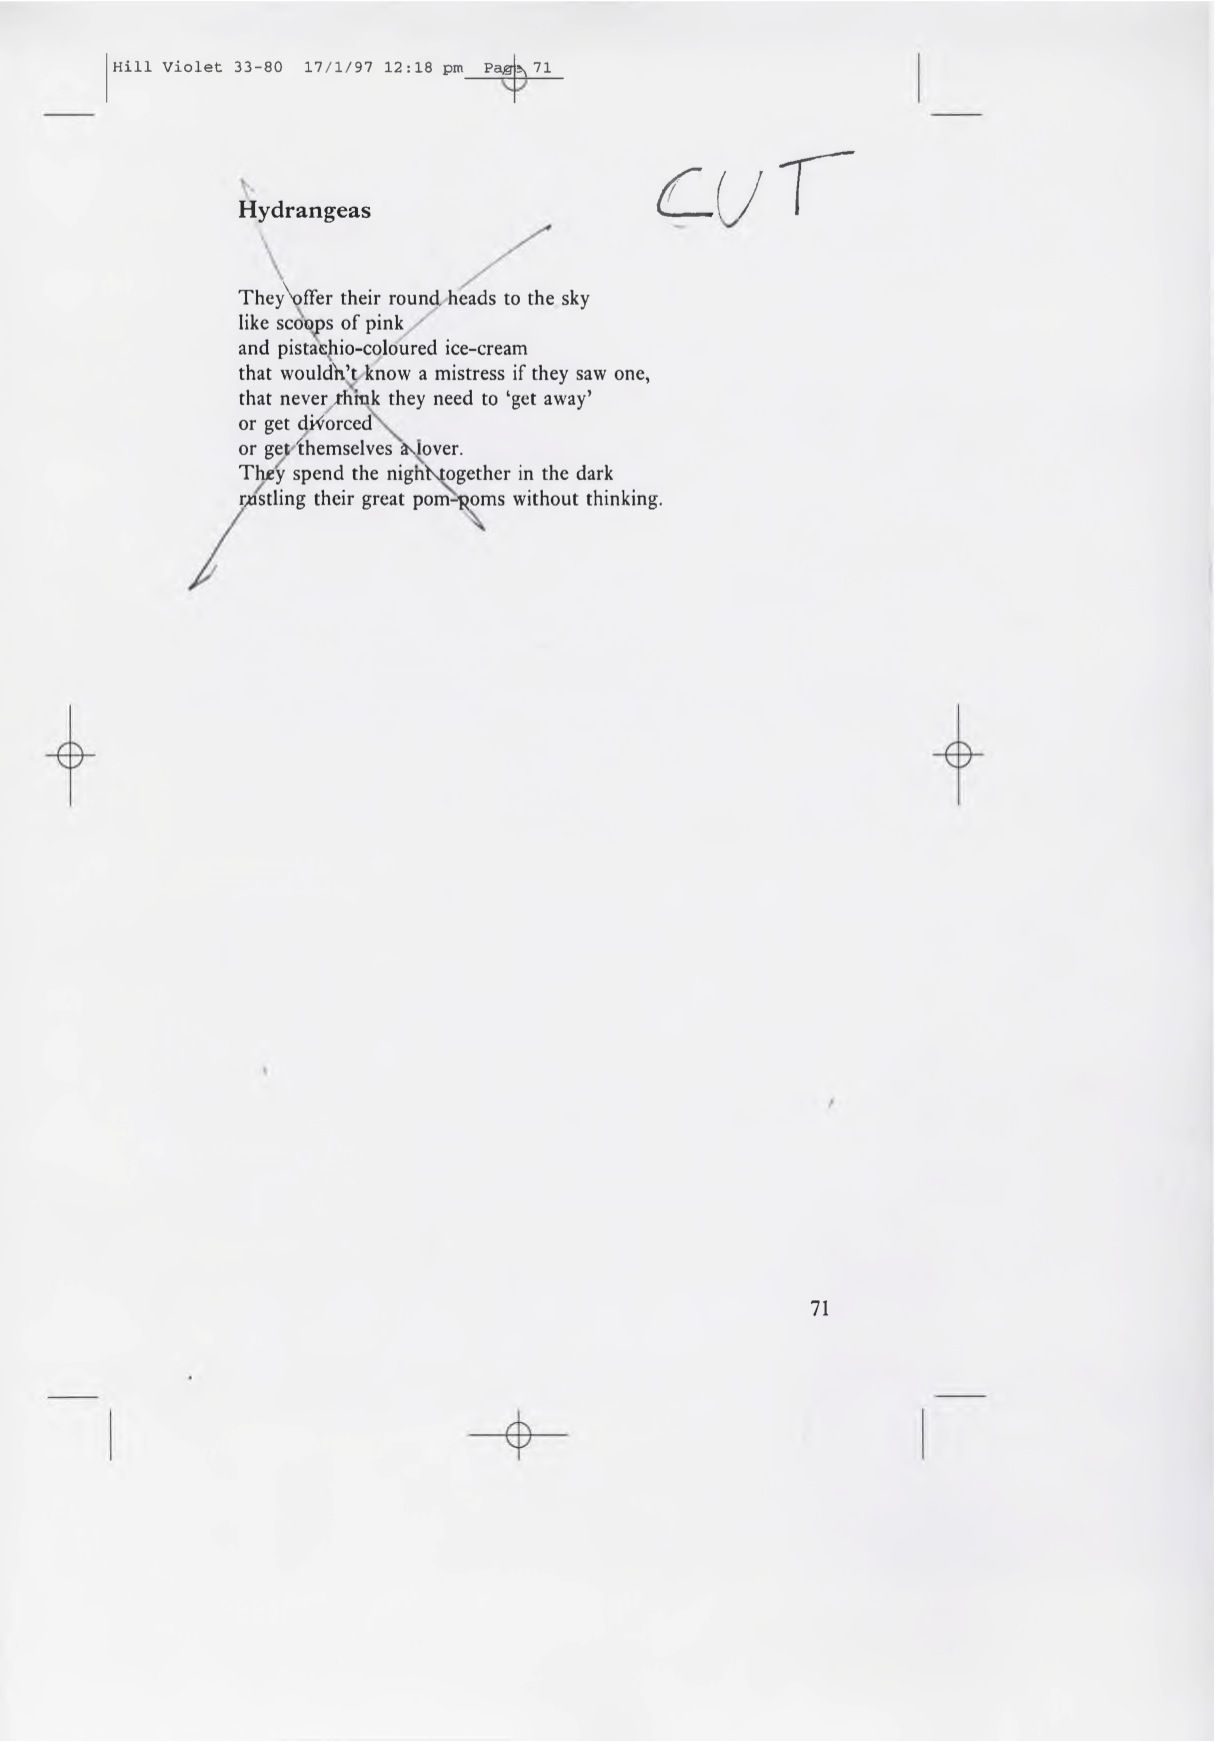 Hill Violet 33-80 17/1/97 12:18 pm Page 71
CUT
Hydrangeas
They offer their round heads to the sky
like scoops of pink
and pistachio-coloured ice-cream
that wouldn't know a mistress if they saw one,
that never think they need to 'get away'
or get divorced
or get themselves a lover.
They spend the night together in the dark
rustling their great pom-poms without thinking.
71